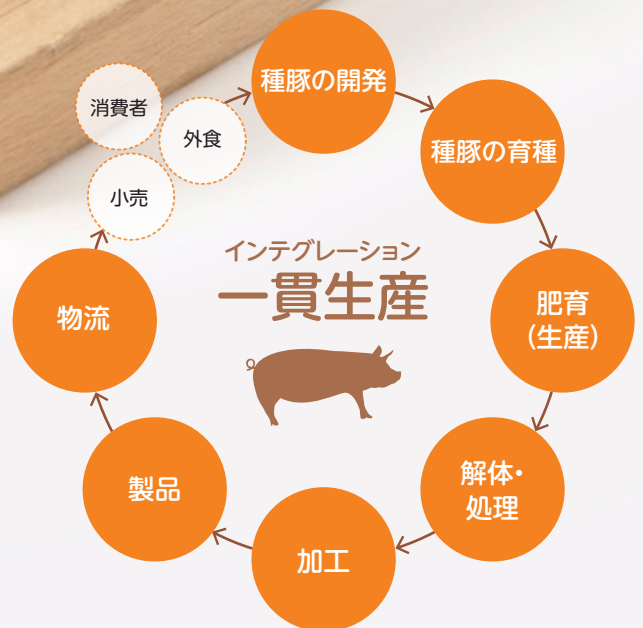 インテグレーション
一貫生産
種豚の開発
種豚の育種
肥育
(生産)
解体・
処理
加工
製品
物流
小売
外食
消費者